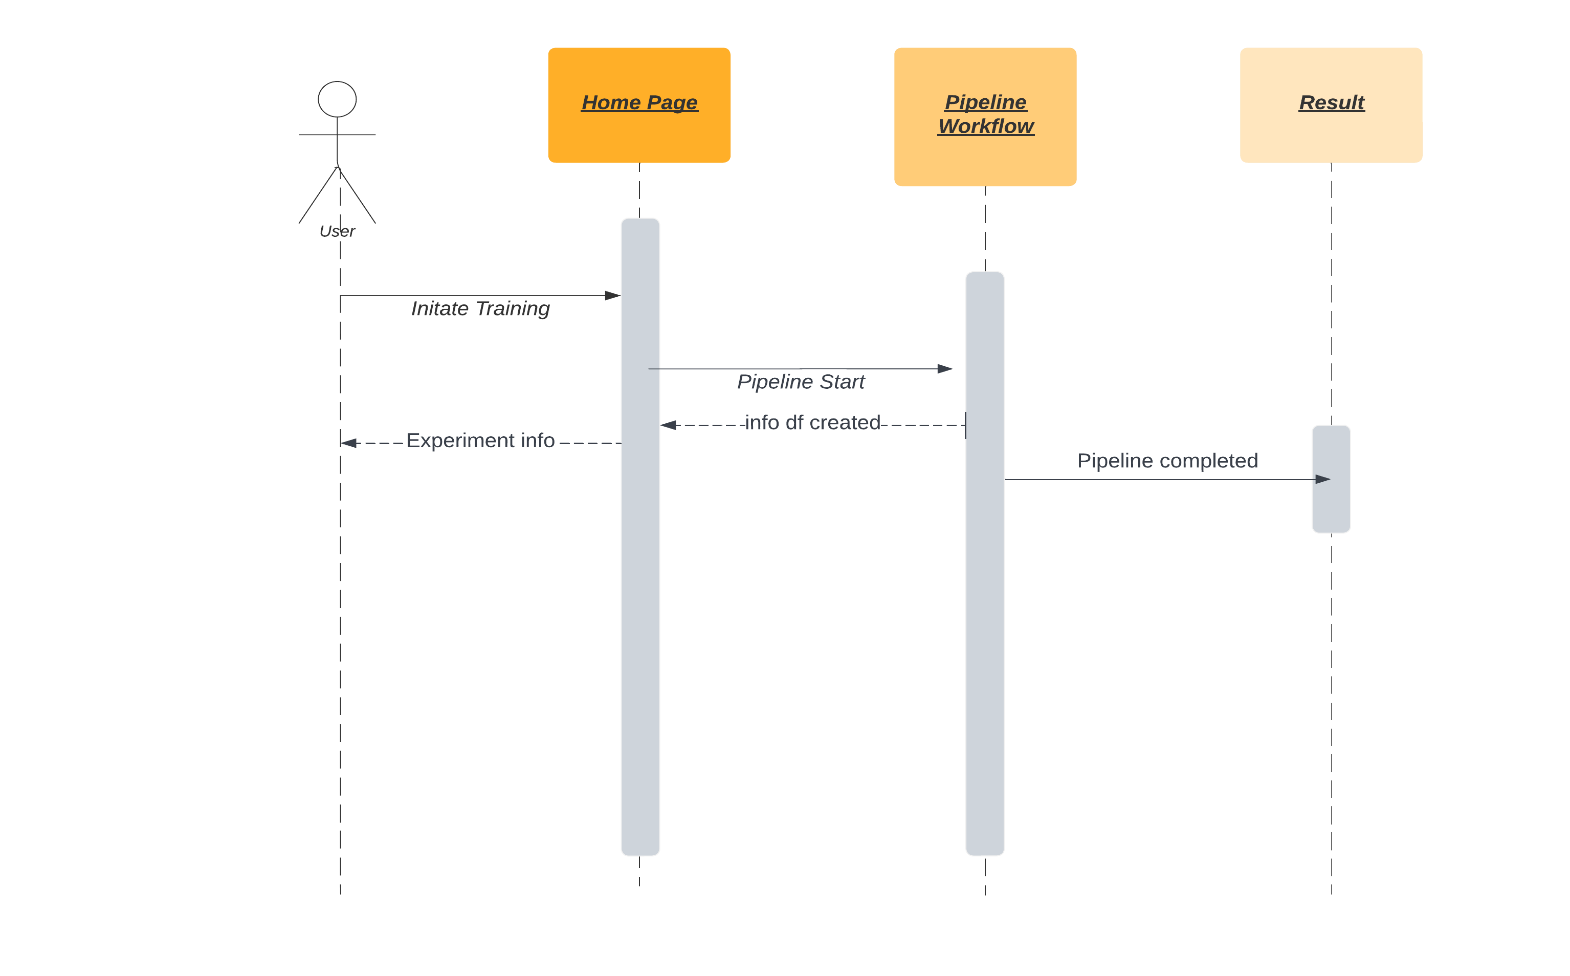 Home Page
Pipeline
Workflow
Result
User
Initate Training
Pipeline Start
info df created
Experiment info
Pipeline completed